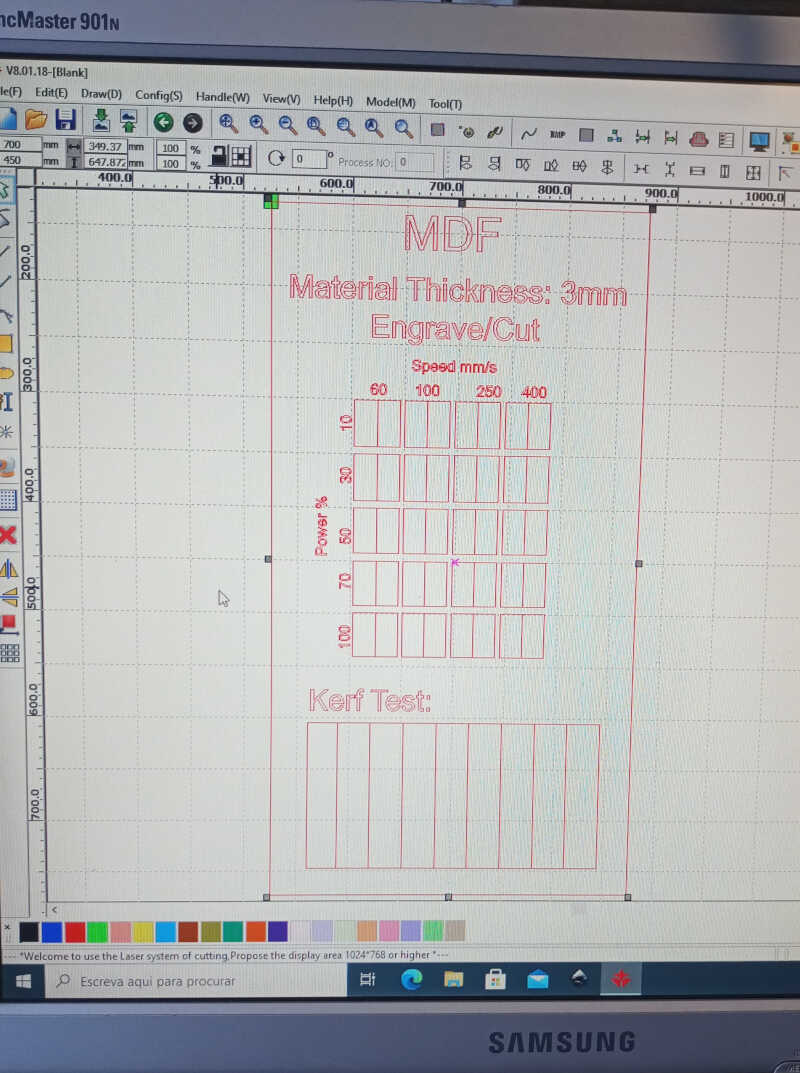 ncMaster 901N
V8.01.18-[Blank]
le(F) Edit(E) Draw(D) Config(S) Handle(W) View(V) Help(H) Model(M) Tool(T)
BMP
700 mm 349.37 mm 100 %
450 mm 647.872 mm 100 %
0 ° Process NO: 0
400.0 500.0 600.0 700.0 800.0 900.0 1000.0
200.0
300.0
400.0
500.0
600.0
700.0
MDF
Material Thickness: 3mm
Engrave/Cut
Speed mm/s
60 100 250 400
Power %
10
30
50
70
100
Kerf Test:
--- *Welcome to use the Laser system of cutting,Propose the display area 1024*768 or higher *---
Escreva aqui para procurar
SAMSUNG